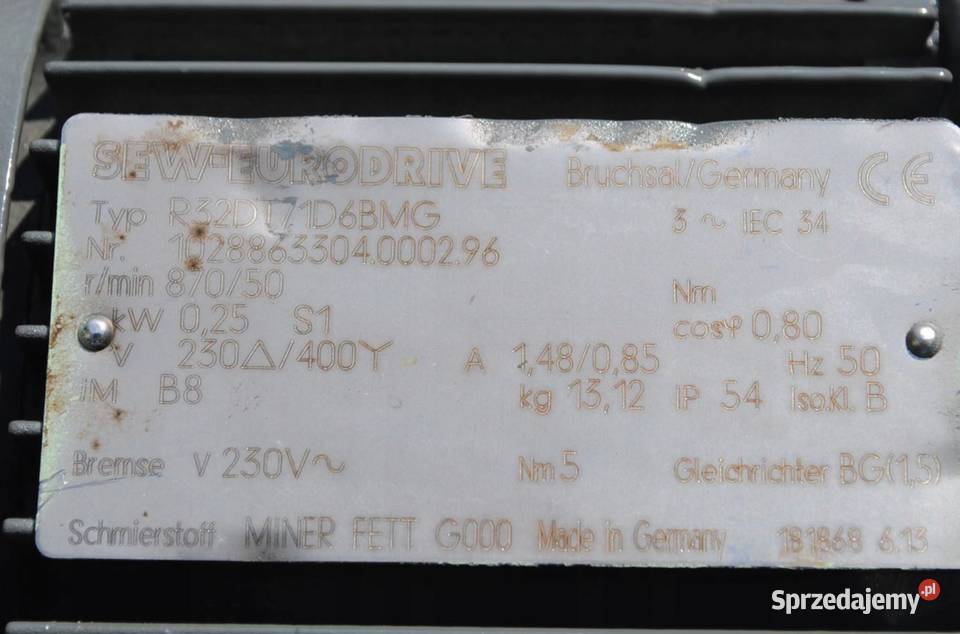 SEW-EURODRIVE Bruchsal/Germany CE
Typ R32DT71D6BMG 3 ~ IEC 34
Nr. 1028863304.0002.96
r/min 870/50 Nm
kW 0,25 S1 cosφ 0,80
V 230△/400Y A 1,48/0,85 Hz 50
iM B8 kg 13,12 IP 54 Iso.Kl. B
Bremse V 230V~ Nm 5 Gleichrichter BG(1,5)
Schmierstoff MINER FETT G000 Made in Germany 181868 6.13
Sprzedajemy.pl